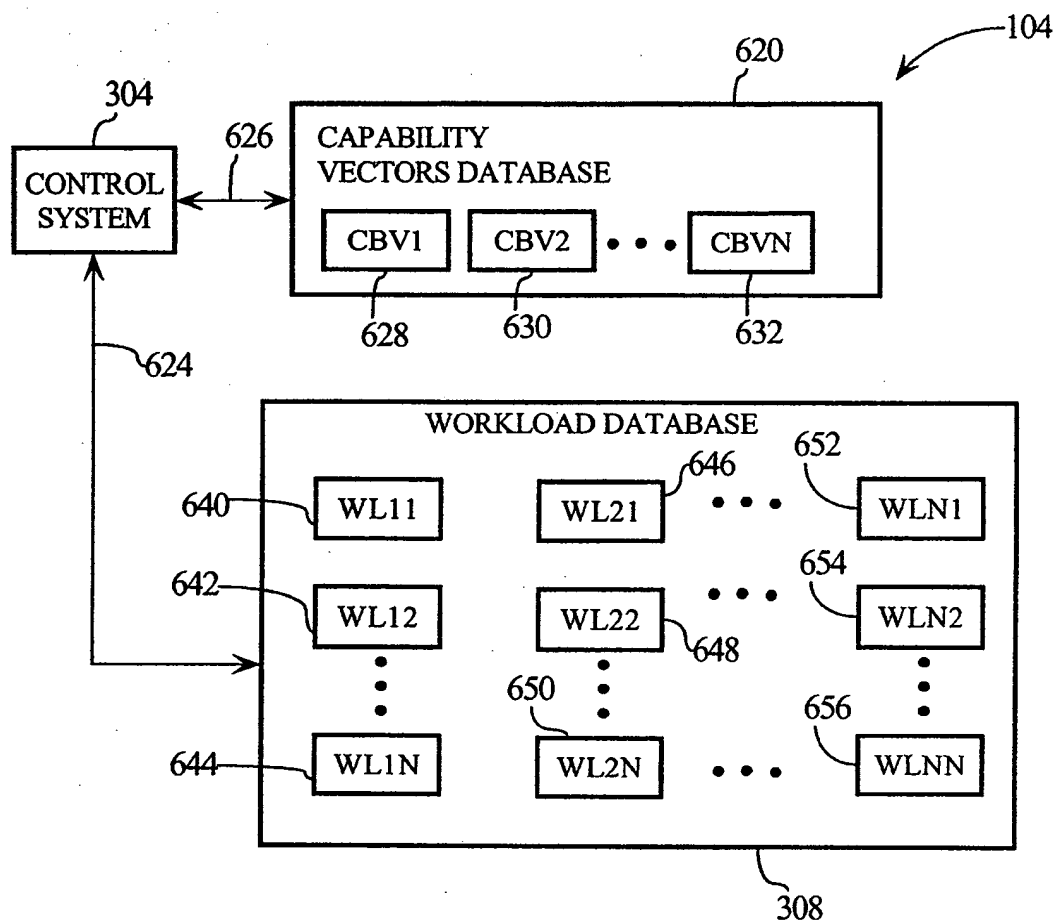 104
620
304
626
CAPABILITY
VECTORS DATABASE
CONTROL
SYSTEM
CBV1
CBV2
CBVN
628
630
632
624
WORKLOAD DATABASE
646
652
640
WL11
WL21
WLN1
642
654
WL12
WL22
WLN2
648
650
656
644
WL1N
WL2N
WLNN
308